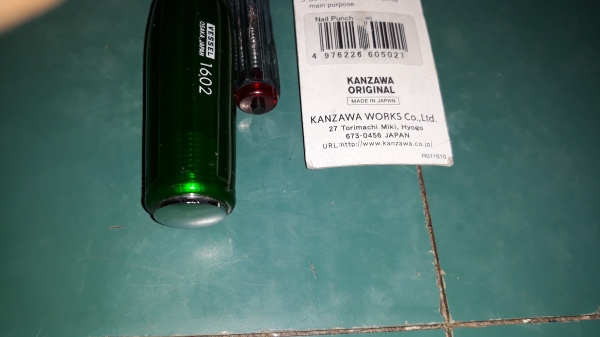 VESSEL
OSAKA, JAPAN
1602
main purpose.
Nail Punch
4 976228 605021
KANZAWA
ORIGINAL
MADE IN JAPAN
KANZAWA WORKS Co.,Ltd.
27 Torimachi Miki, Hyogo
673-0456 JAPAN
URL:http://www.kanzawa.co.jp/
R011610